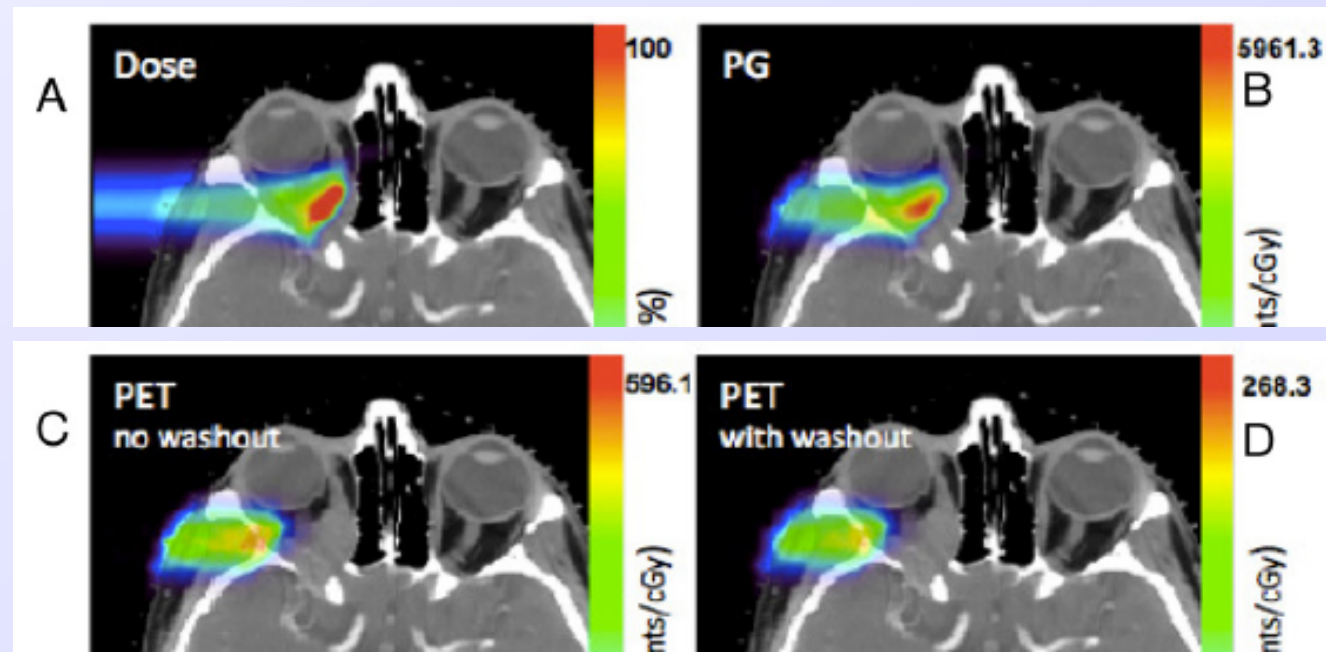 A
Dose
100
%)
PG
5961.3
B
nts/cGy)
C
PET
no washout
596.1
nts/cGy)
PET
with washout
268.3
D
nts/cGy)